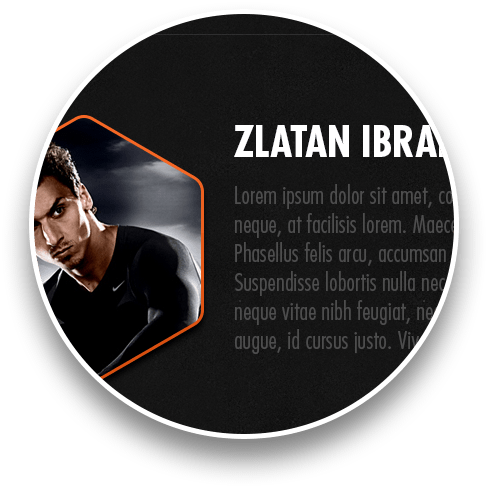 ZLATAN IBRA
Lorem ipsum dolor sit amet, co
neque, at facilisis lorem. Maece
Phasellus felis arcu, accumsan
Suspendisse lobortis nulla nec
neque vitae nibh feugiat, ne
augue, id cursus justo. Viv